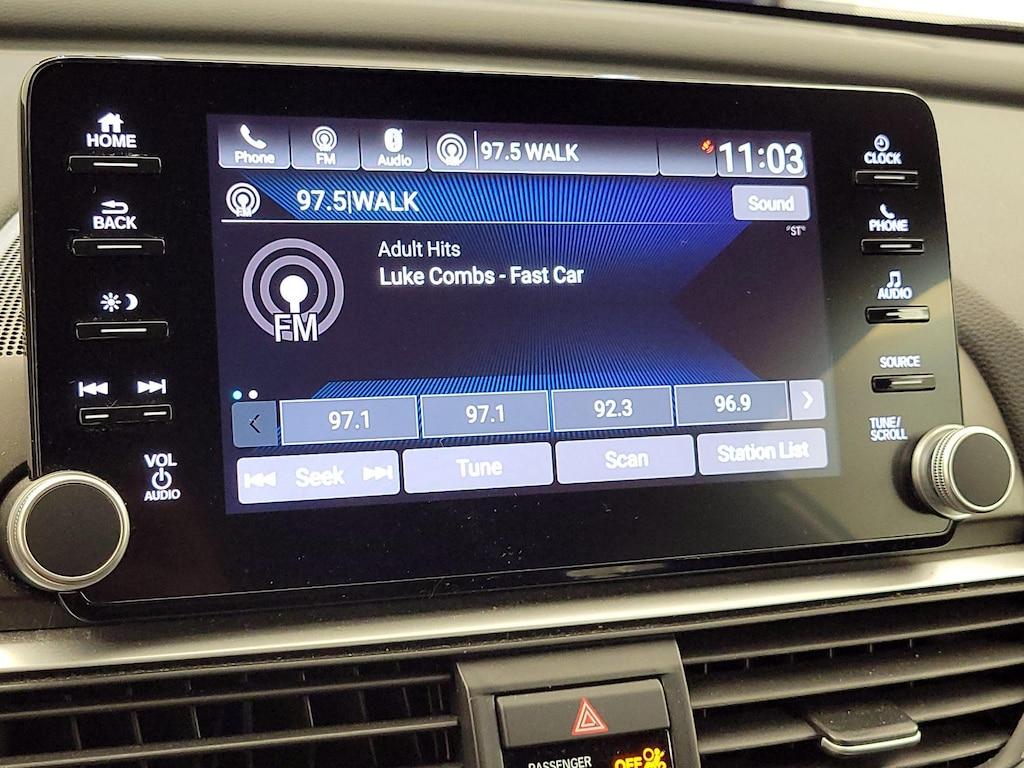 HOME
BACK
VOL
AUDIO
Phone
FM
Audio
97.5 WALK
11:03
FM
97.5|WALK
Sound
"ST"
Adult Hits
Luke Combs - Fast Car
FM
97.1
97.1
92.3
96.9
Seek
Tune
Scan
Station List
CLOCK
PHONE
AUDIO
SOURCE
TUNE/
SCROLL
PASSENGER
OFF